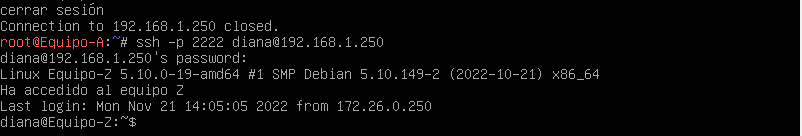 cerrar sesión
Connection to 192.168.1.250 closed.
root@Equipo-A:~# ssh -p 2222 diana@192.168.1.250
diana@192.168.1.250's password:
Linux Equipo-Z 5.10.0-19-amd64 #1 SMP Debian 5.10.149-2 (2022-10-21) x86_64
Ha accedido al equipo Z
Last login: Mon Nov 21 14:05:05 2022 from 172.26.0.250
diana@Equipo-Z:~$